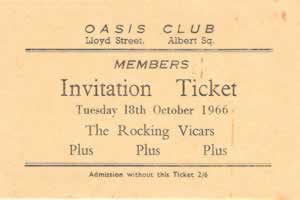 OASIS CLUB
Lloyd Street. Albert Sq.
MEMBERS
Invitation Ticket
Tuesday 18th October 1966
The Rocking Vicars
Plus Plus Plus
Admission without this Ticket 2/6